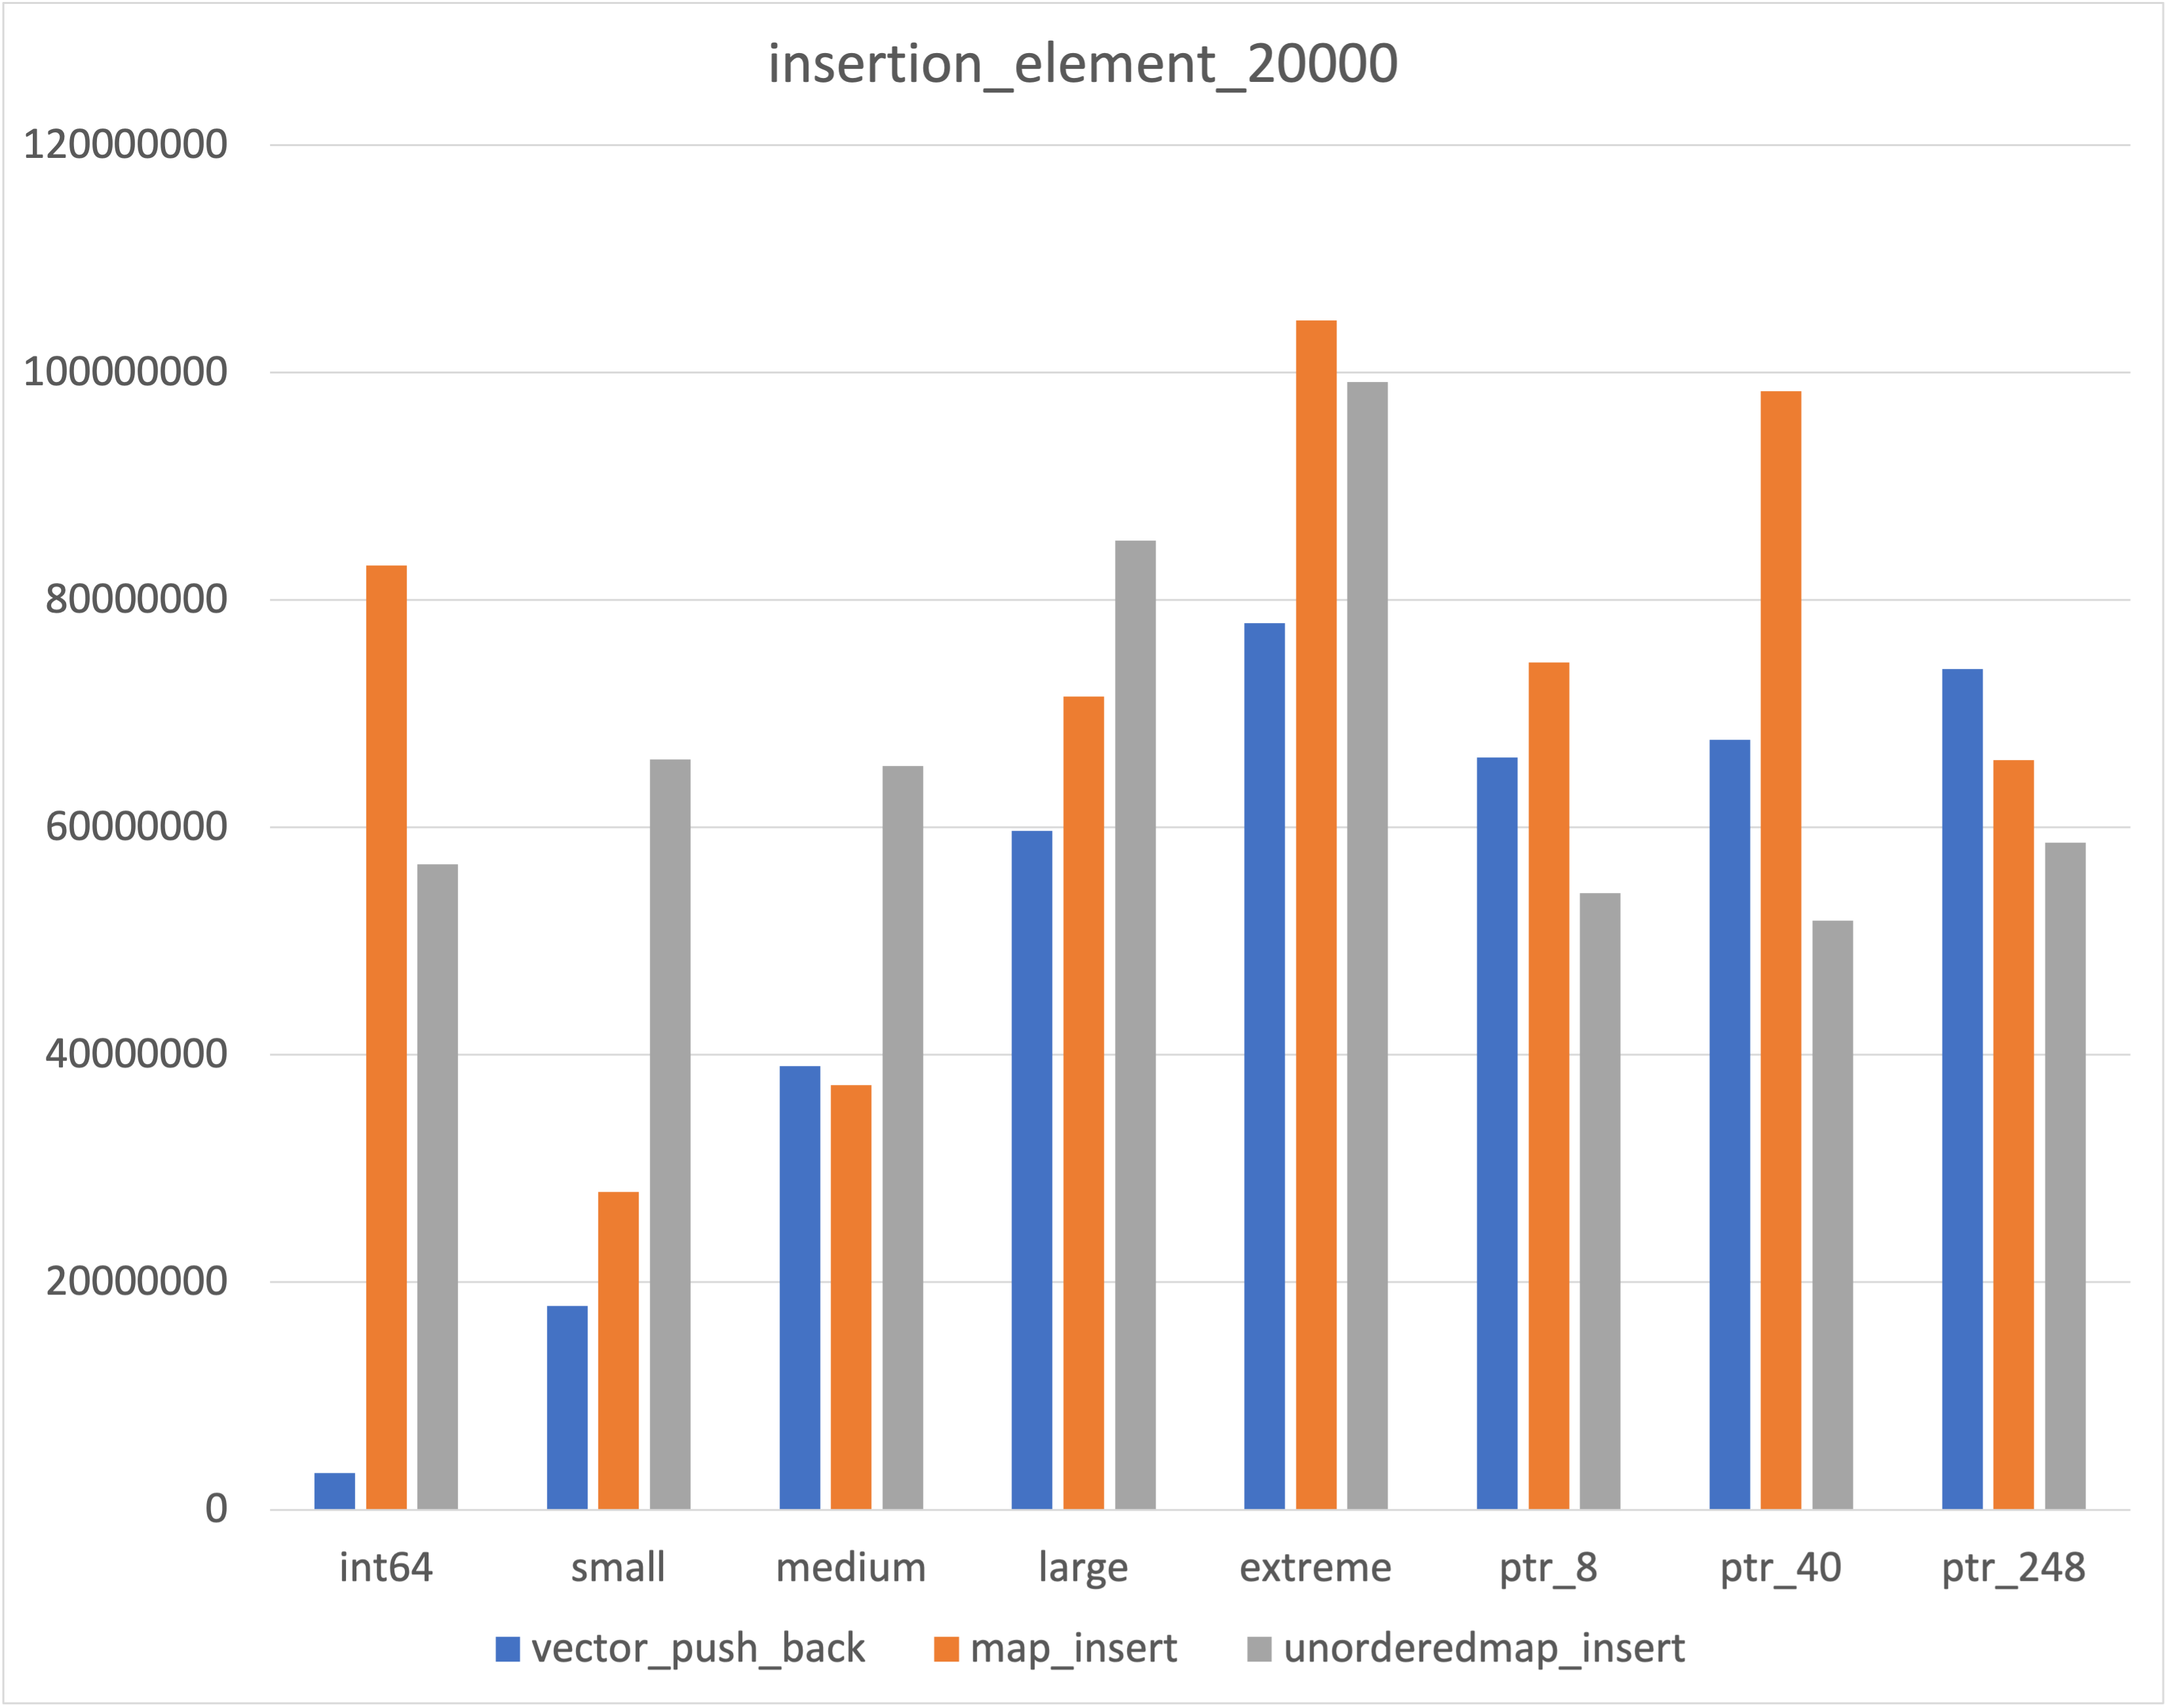 insertion_element_20000
120000000
100000000
80000000
60000000
40000000
20000000
0
int64 small medium large extreme ptr_8 ptr_40 ptr_248
vector_push_back map_insert unorderedmap_insert